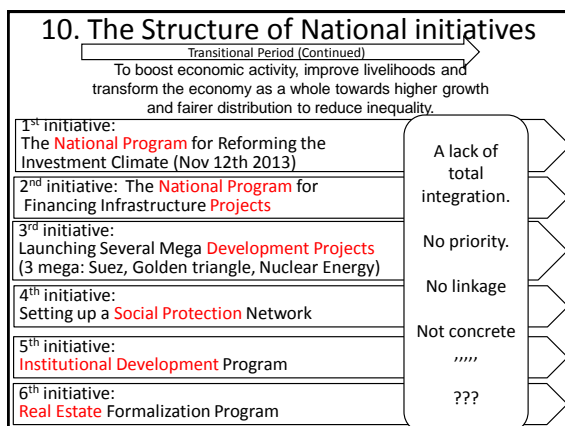 10. The Structure of National initiatives
Transitional Period (Continued)
To boost economic activity, improve livelihoods and
transform the economy as a whole towards higher growth
and fairer distribution to reduce inequality.
1st initiative:
The National Program for Reforming the
Investment Climate (Nov 12th 2013)
2nd initiative: The National Program for
Financing Infrastructure Projects
3rd initiative:
Launching Several Mega Development Projects
(3 mega: Suez, Golden triangle, Nuclear Energy)
4th initiative:
Setting up a Social Protection Network
5th initiative:
Institutional Development Program
6th initiative:
Real Estate Formalization Program
A lack of
total
integration.
No priority.
No linkage
Not concrete
,,,,,
???